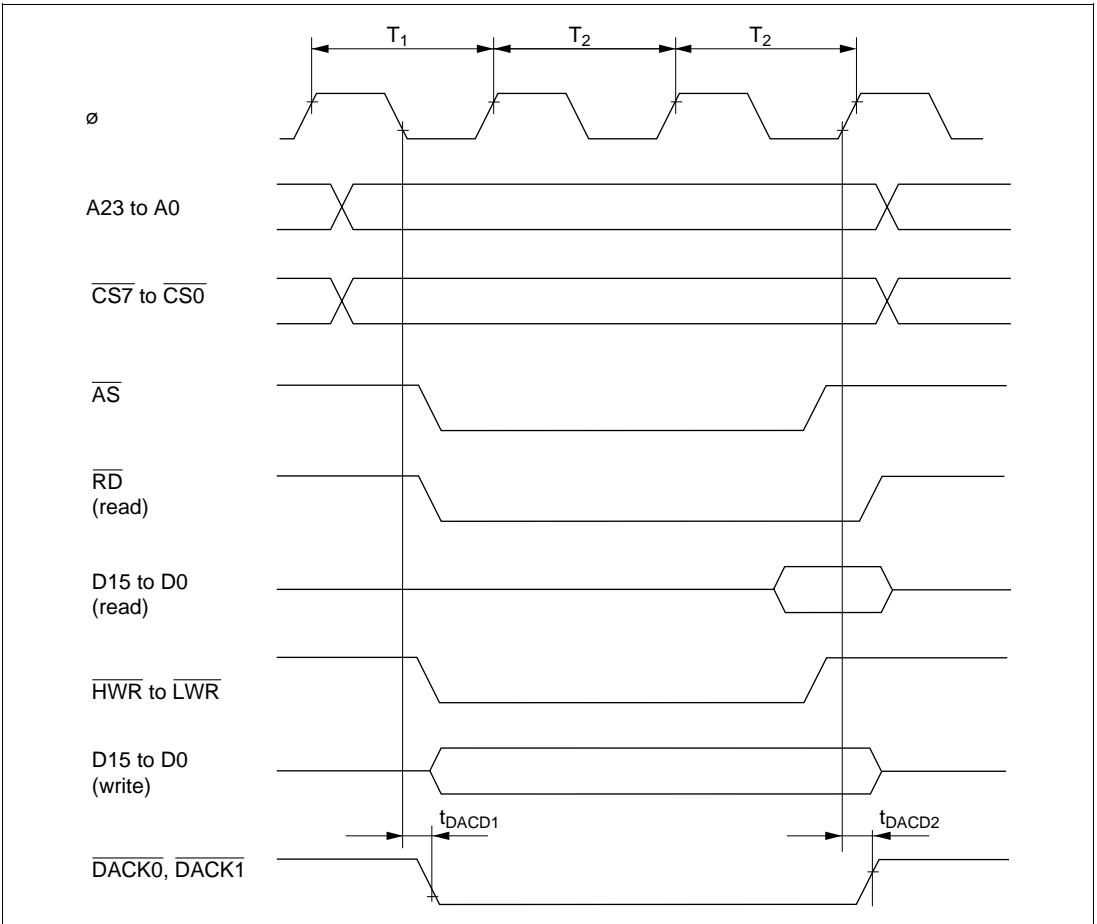 T1 T2 T2
ø
A23 to A0
CS7 to CS0
AS
RD
(read)
D15 to D0
(read)
HWR to LWR
D15 to D0
(write)
tDACD1 tDACD2
DACK0, DACK1